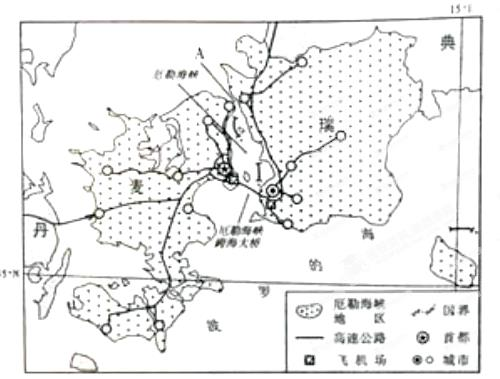 15°E
典
A
厄勒海峡
瑞
麦
I
丹
厄勒海峡
跨海大桥
海
的
罗
波
厄勒海峡
地区
国界
高速公路
首都
飞机场
城市